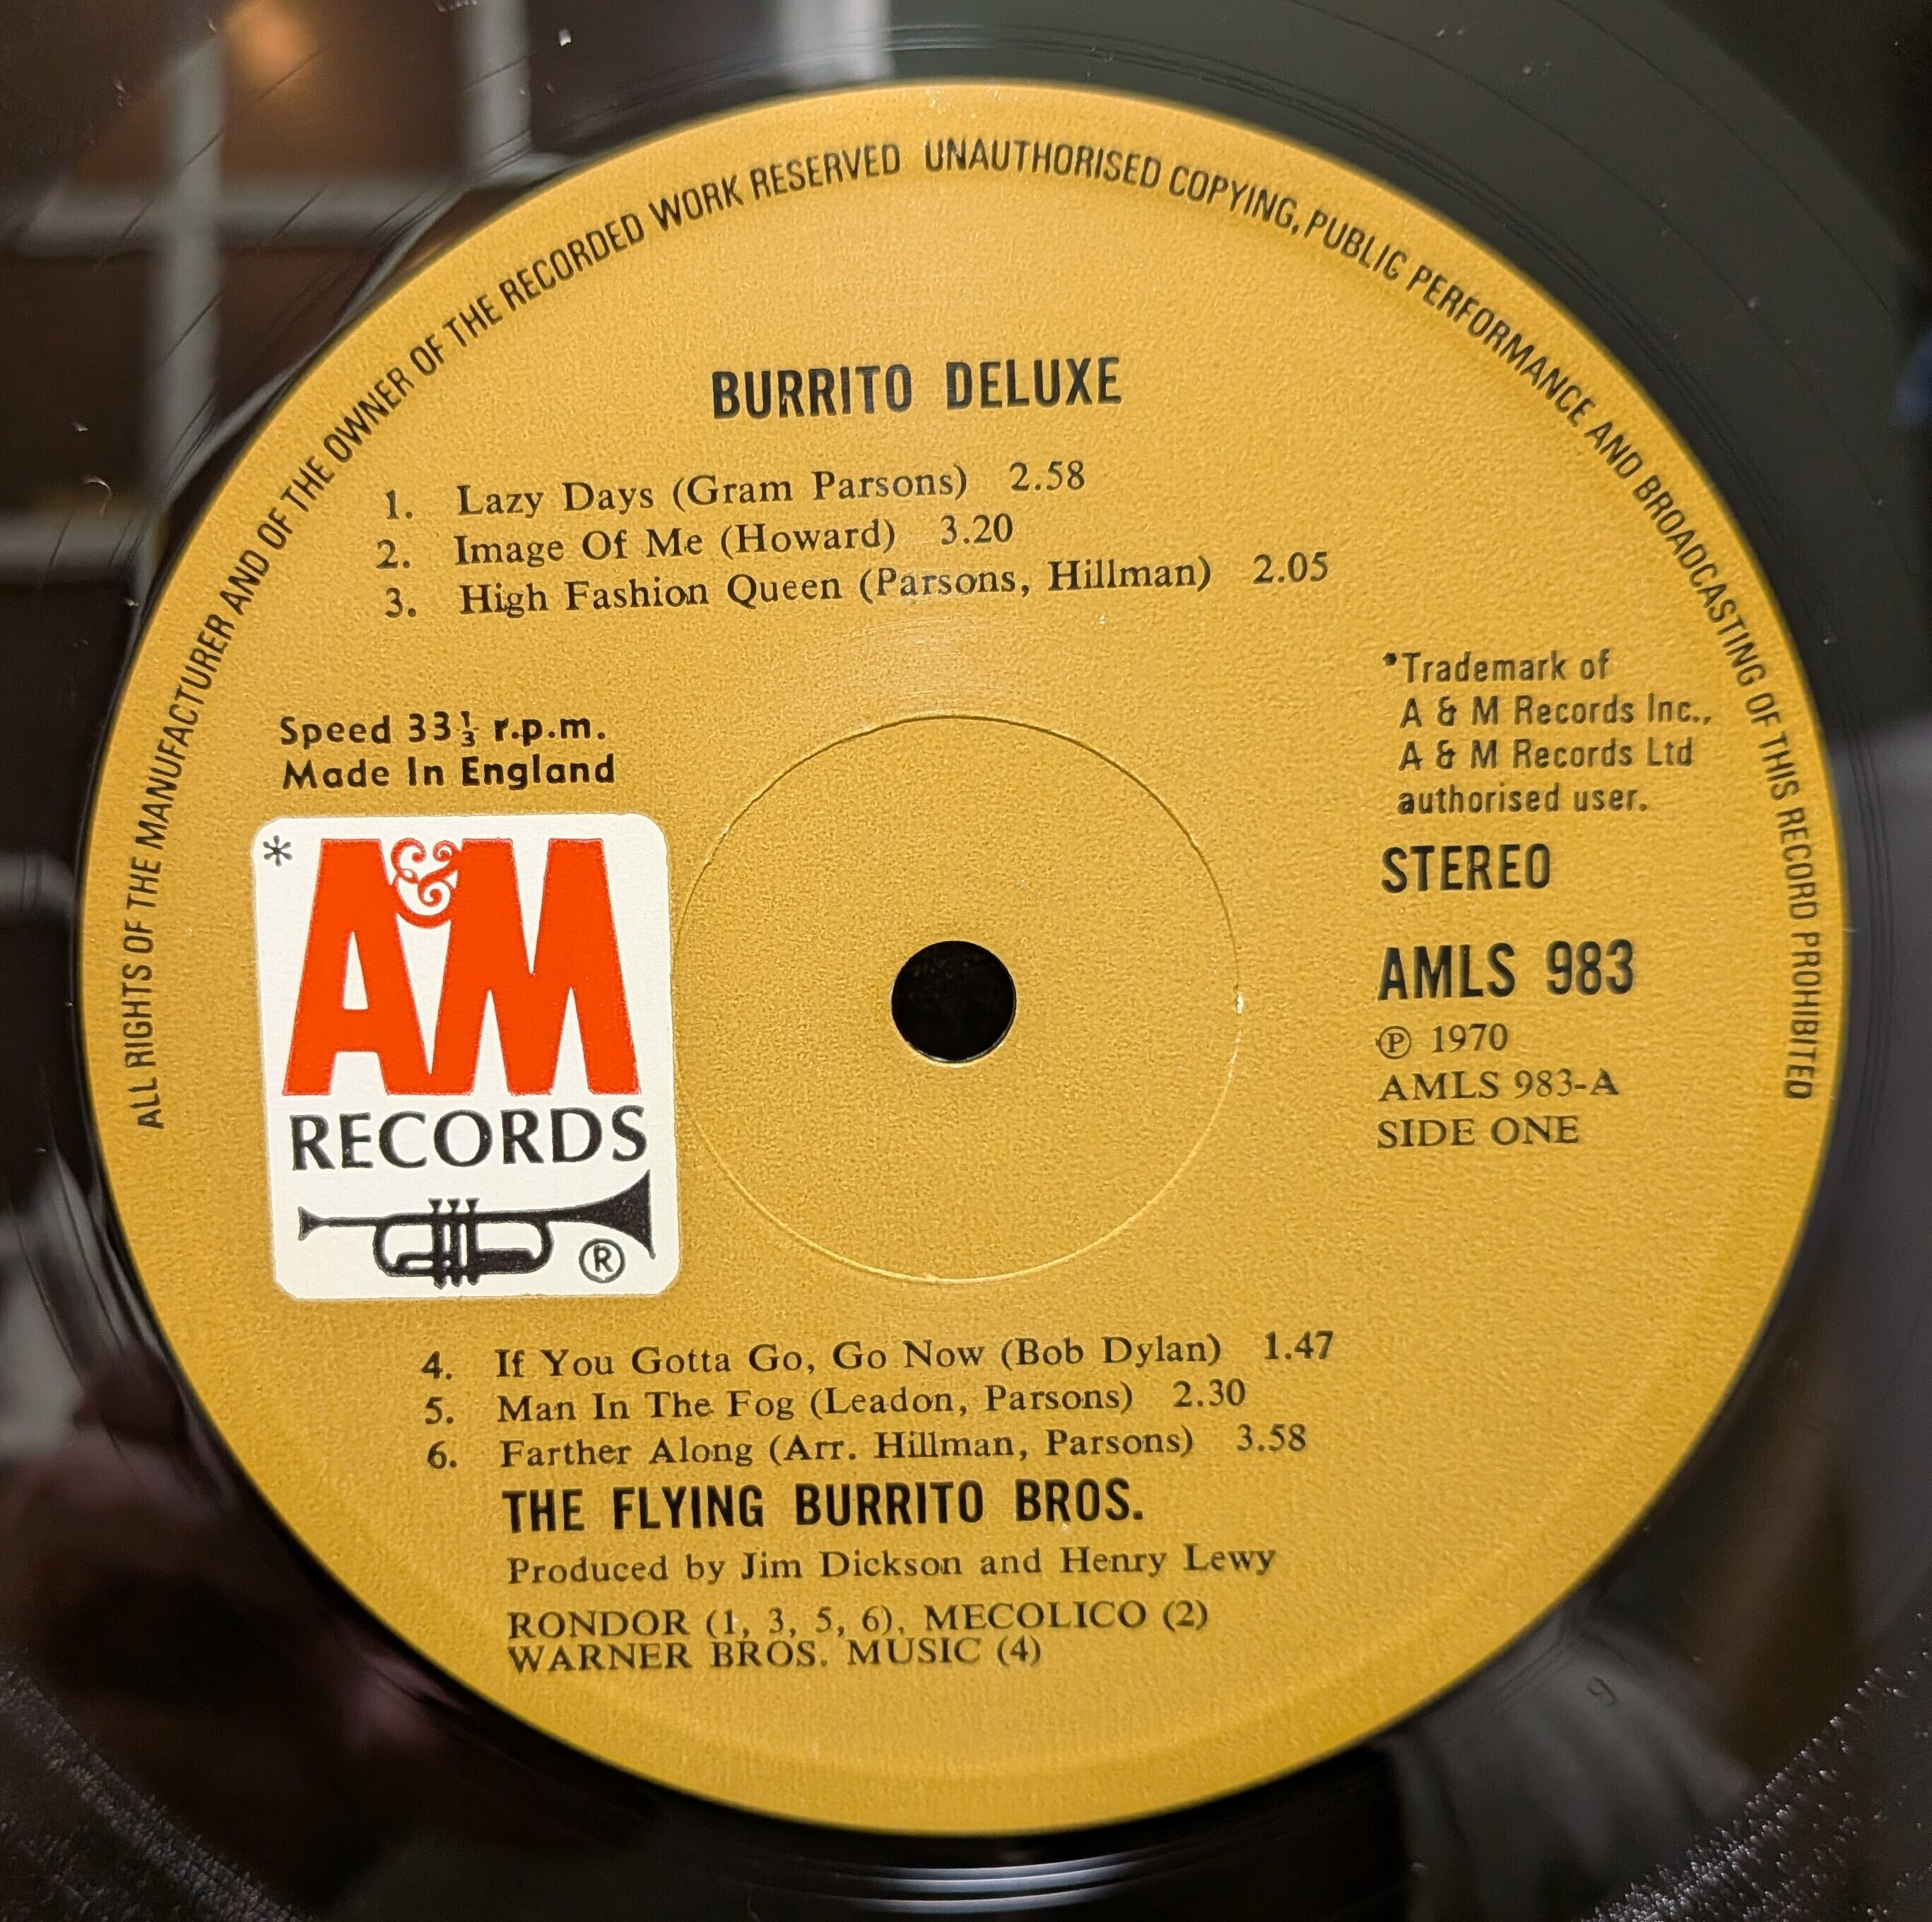 ALL RIGHTS OF THE MANUFACTURER AND OF THE OWNER OF THE RECORDED WORK RESERVED UNAUTHORISED COPYING, PUBLIC PERFORMANCE AND BROADCASTING OF THIS RECORD PROHIBITED
BURRITO DELUXE
1. Lazy Days (Gram Parsons) 2.58
2. Image Of Me (Howard) 3.20
3. High Fashion Queen (Parsons, Hillman) 2.05
Speed 33⅓ r.p.m.
Made In England
* A&M
RECORDS
®
*Trademark of
A & M Records Inc.,
A & M Records Ltd
authorised user.
STEREO
AMLS 983
℗ 1970
AMLS 983-A
SIDE ONE
4. If You Gotta Go, Go Now (Bob Dylan) 1.47
5. Man In The Fog (Leadon, Parsons) 2.30
6. Farther Along (Arr. Hillman, Parsons) 3.58
THE FLYING BURRITO BROS.
Produced by Jim Dickson and Henry Lewy
RONDOR (1, 3, 5, 6), MECOLICO (2)
WARNER BROS. MUSIC (4)